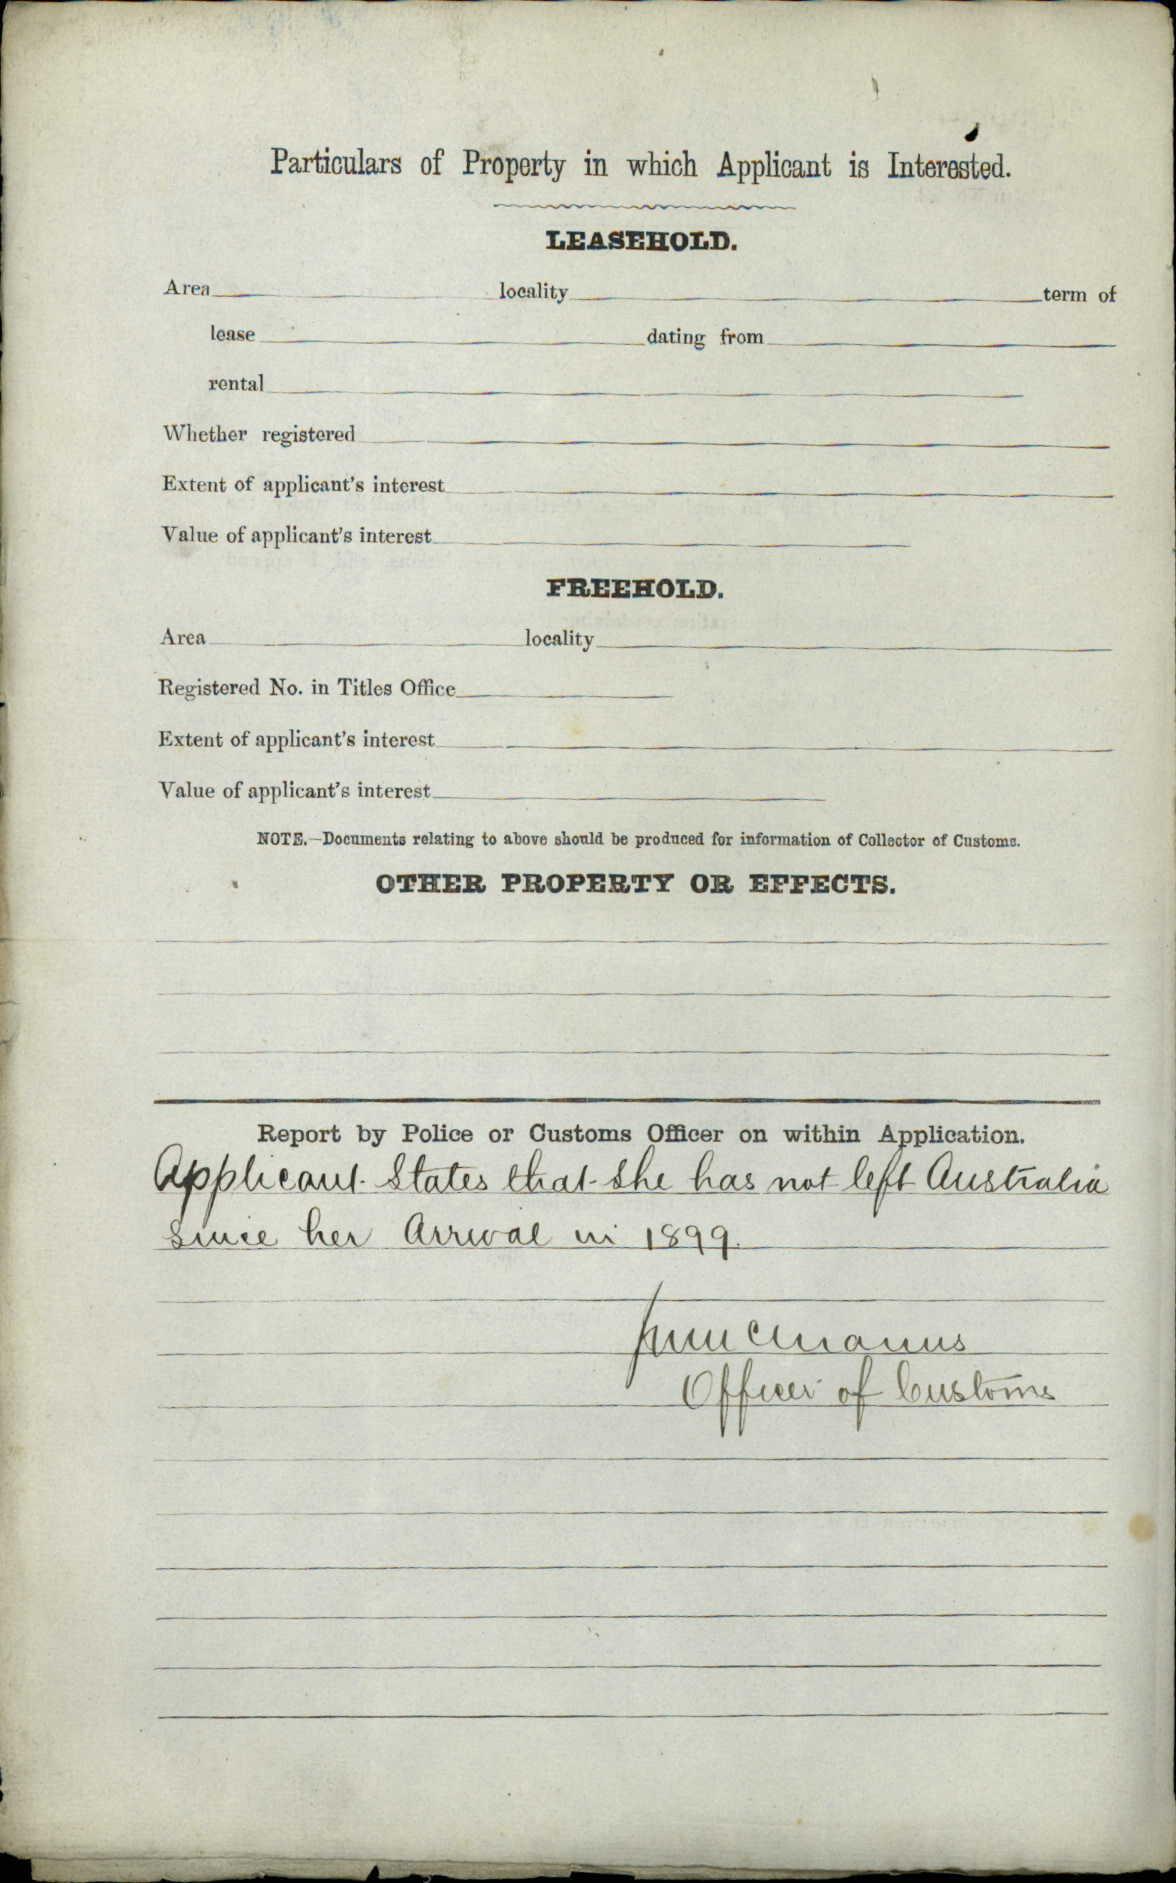 Particulars of Property in which Applicant is Interested.
LEASEHOLD.
Area locality term of
lease dating from
rental
Whether registered
Extent of applicant's interest
Value of applicant's interest
FREEHOLD.
Area locality
Registered No. in Titles Office
Extent of applicant's interest
Value of applicant's interest
NOTE.—Documents relating to above should be produced for information of Collector of Customs.
OTHER PROPERTY OR EFFECTS.
Report by Police or Customs Officer on within Application.
Applicant States that she has not left Australia
since her Arrival in 1899.
Officer of Customs